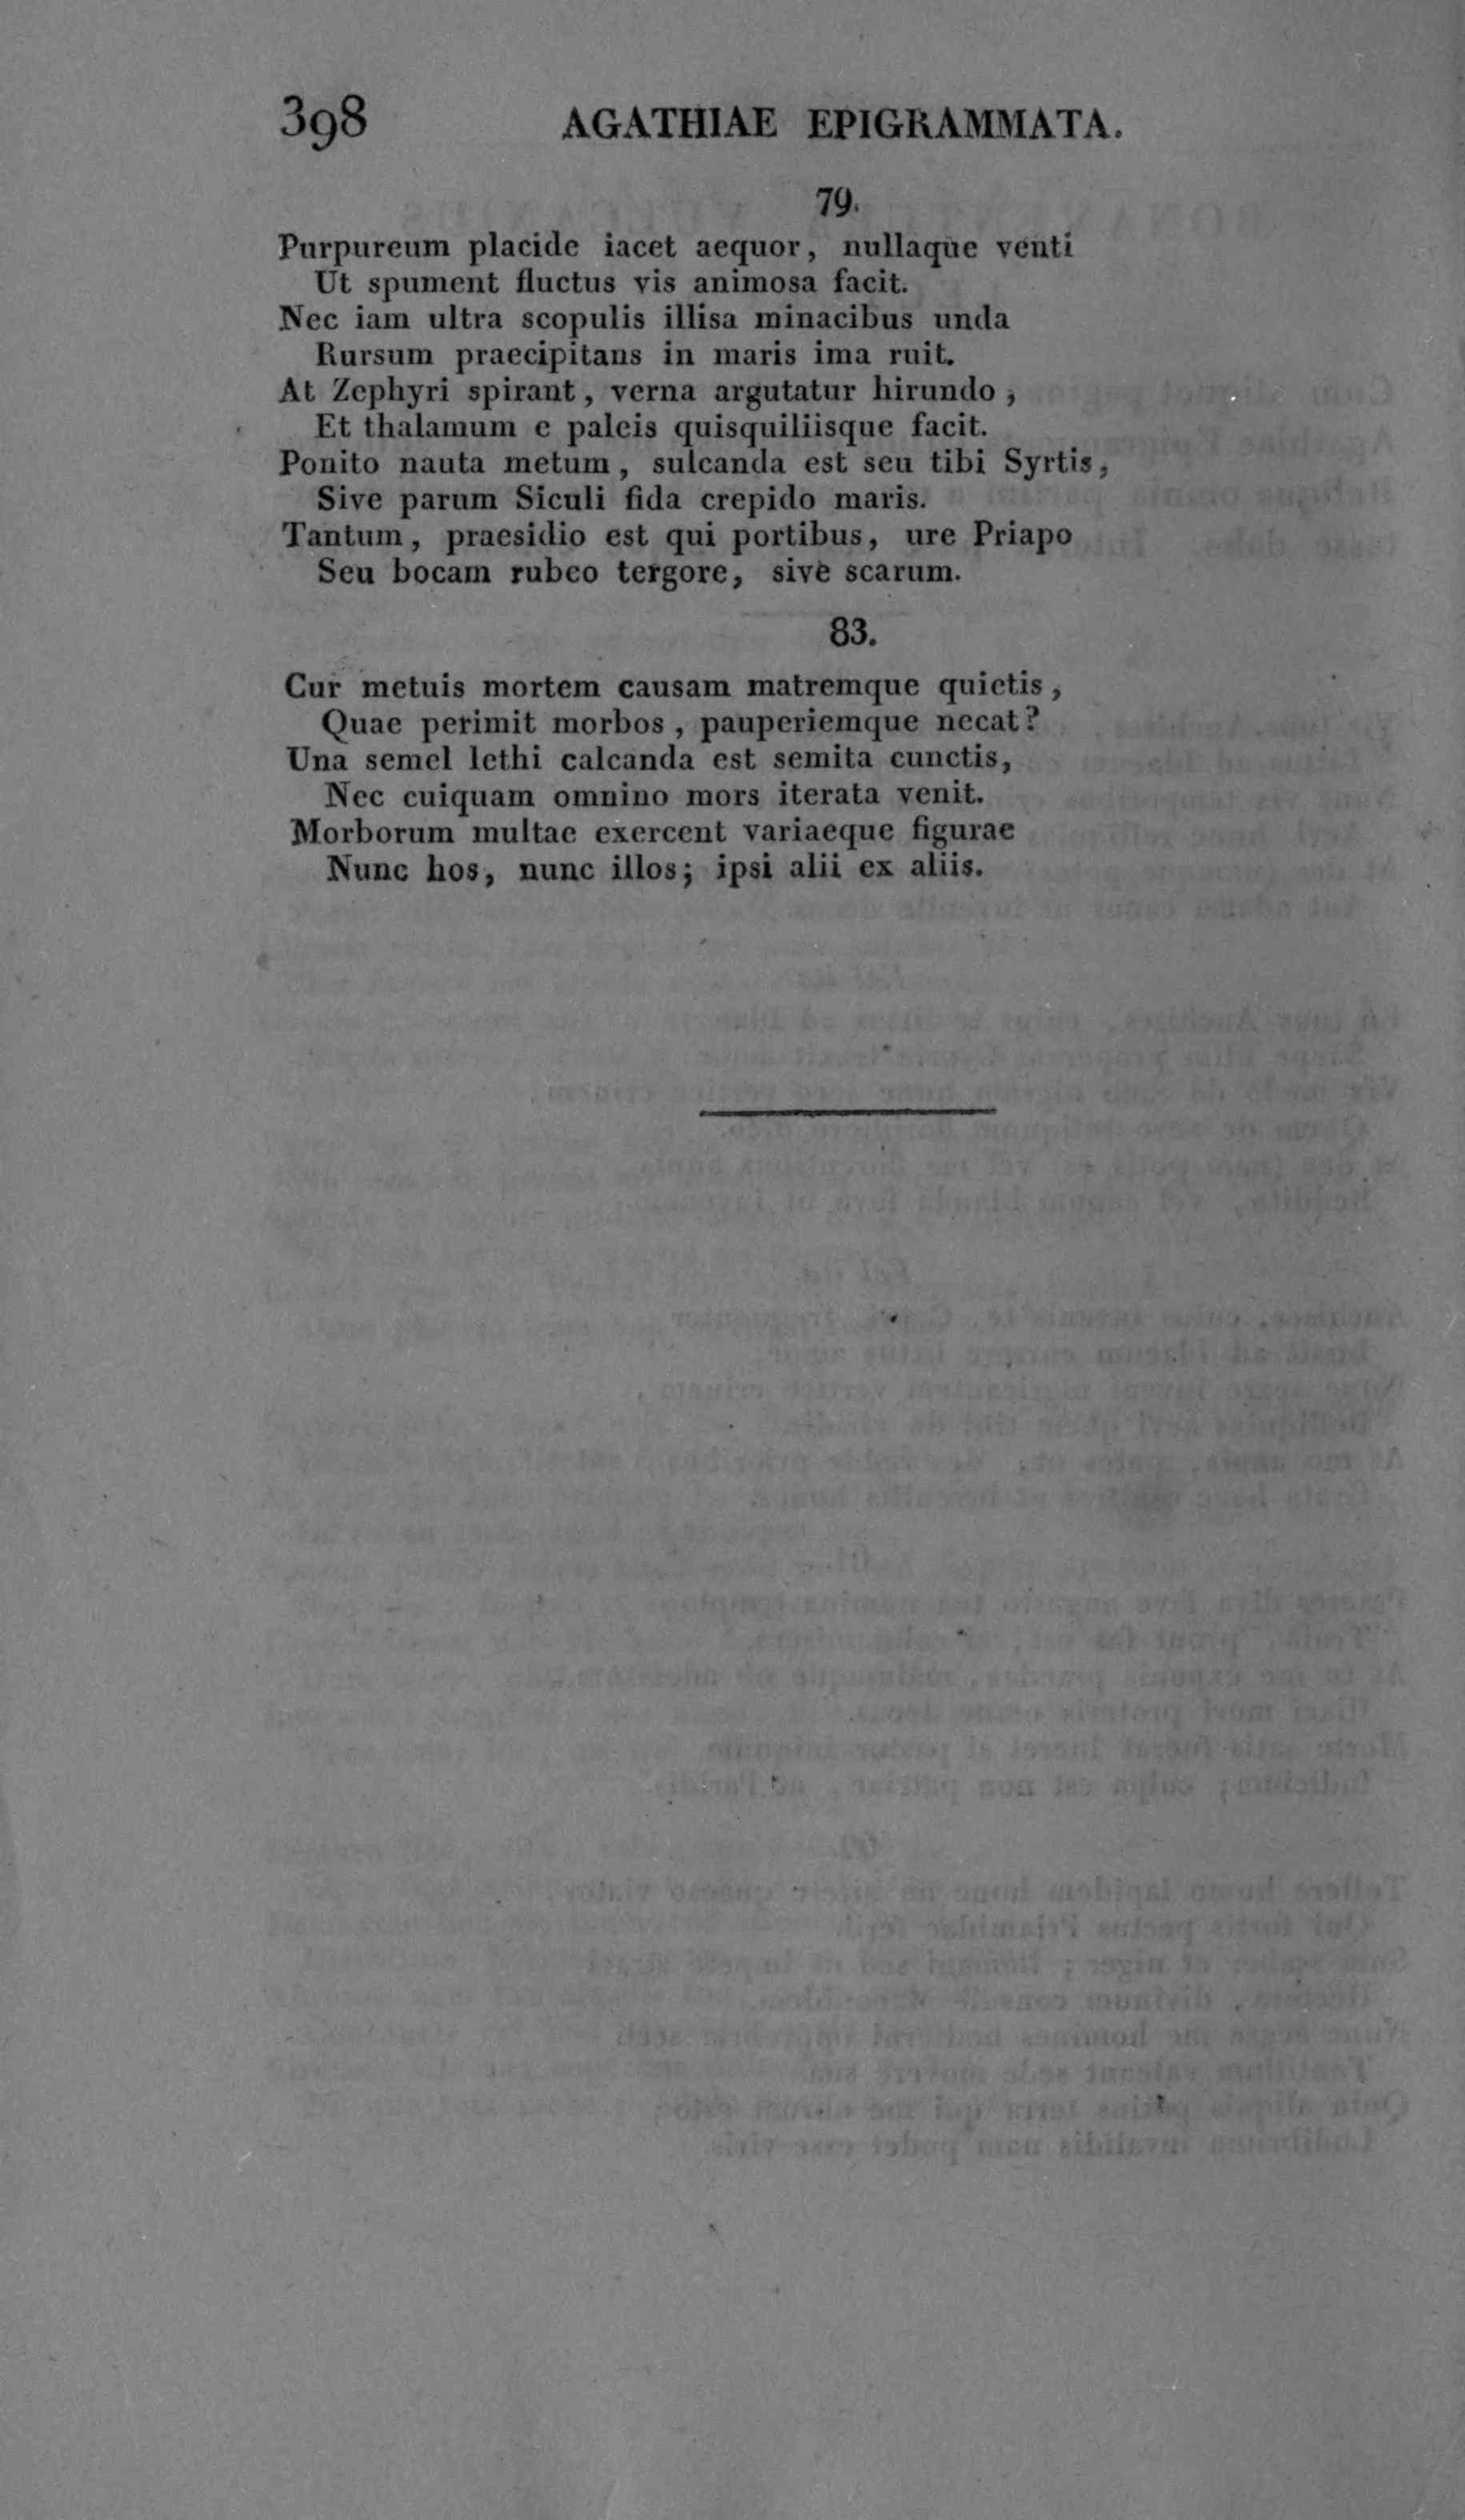 398 AGATHIAE EPIGRAMMATA.
79.
Purpureum placide iacet aequor, nullaque venti
Ut spument fluctus vis animosa facit.
Nec iam ultra scopulis illisa minacibus unda
Rursum praecipitans in maris ima ruit.
At Zephyri spirant, verna argutatur hirundo,
Et thalamum e paleis quisquiliisque facit.
Ponito nauta metum, sulcanda est seu tibi Syrtis,
Sive parum Siculi fida crepido maris.
Tantum, praesidio est qui portibus, ure Priapo
Seu bocam rubeo tergore, sive scarum.
83.
Cur metuis mortem causam matremque quietis,
Quae perimit morbos, pauperiemque necat?
Una semel lethi calcanda est semita cunctis,
Nec cuiquam omnino mors iterata venit.
Morborum multae exercent variaeque figurae
Nunc hos, nunc illos; ipsi alii ex aliis.